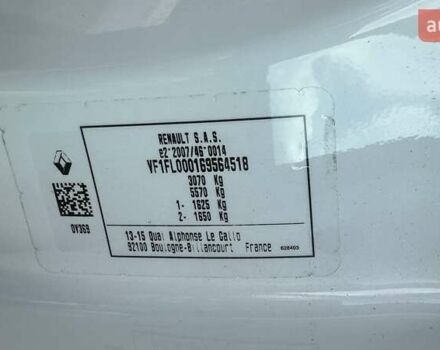 RENAULT S.A.S.
e2*2007/46*0014
VF1FL000169564518
3070 Kg
5570 Kg
1- 1625 Kg
2- 1650 Kg
0V369
13-15 Quai Alphonse Le Gallo
92100 Boulogne-Billancourt France